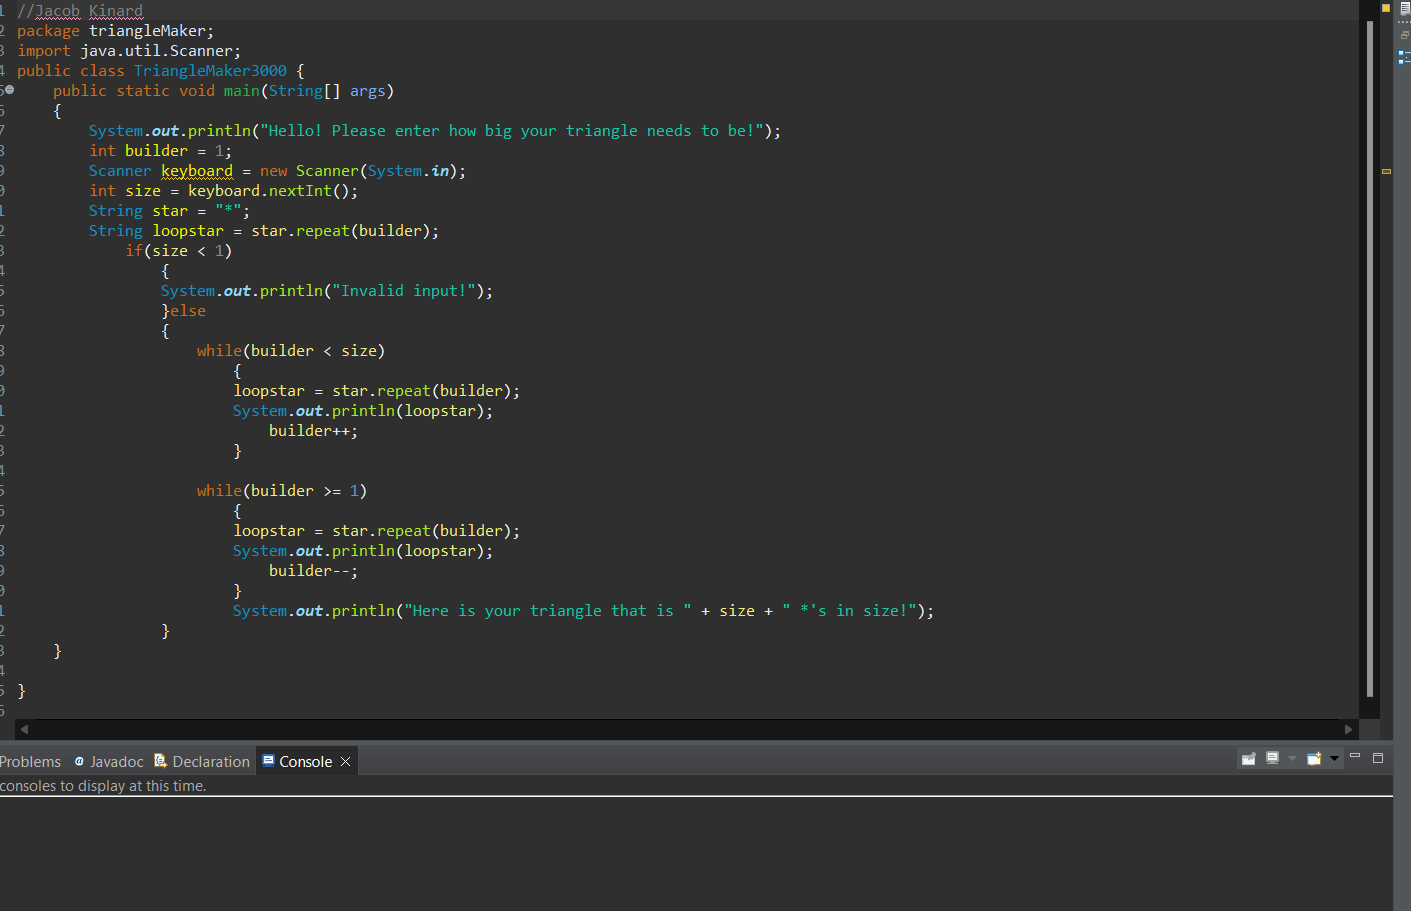 1 //Jacob Kinard
2 package triangleMaker;
3 import java.util.Scanner;
4 public class TriangleMaker3000 {
5 public static void main(String[] args)
6 {
7 System.out.println("Hello! Please enter how big your triangle needs to be!");
8 int builder = 1;
9 Scanner keyboard = new Scanner(System.in);
0 int size = keyboard.nextInt();
1 String star = "*";
2 String loopstar = star.repeat(builder);
3 if(size < 1)
4 {
5 System.out.println("Invalid input!");
6 }else
7 {
8 while(builder < size)
9 {
0 loopstar = star.repeat(builder);
1 System.out.println(loopstar);
2 builder++;
3 }
4
5 while(builder >= 1)
6 {
7 loopstar = star.repeat(builder);
8 System.out.println(loopstar);
9 builder--;
0 }
1 System.out.println("Here is your triangle that is " + size + " *'s in size!");
2 }
3 }
4
5 }
6
Problems @ Javadoc Declaration Console
consoles to display at this time.